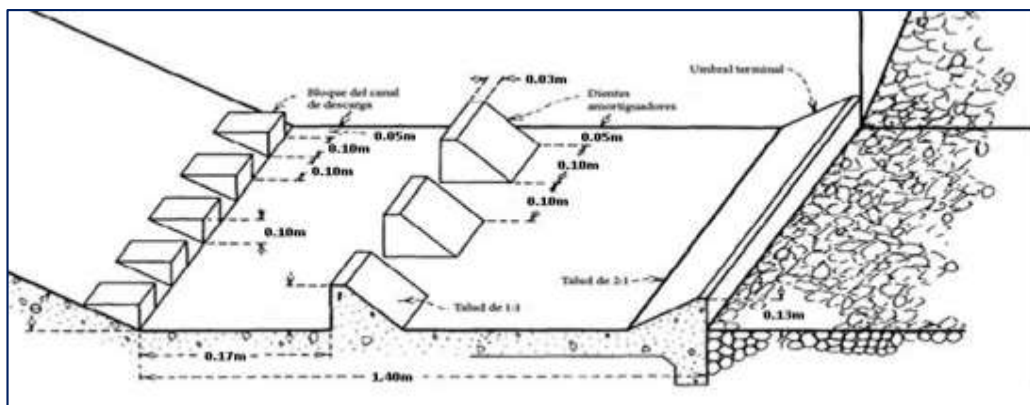 Bloque del canal
de descarga
0.03m
Dientes
amortiguadores
Umbral terminal
0.05m
0.10m
0.10m
0.05m
0.10m
0.10m
0.10m
Talud de 1:1
Talud de 2:1
0.13m
0.17m
1.40m